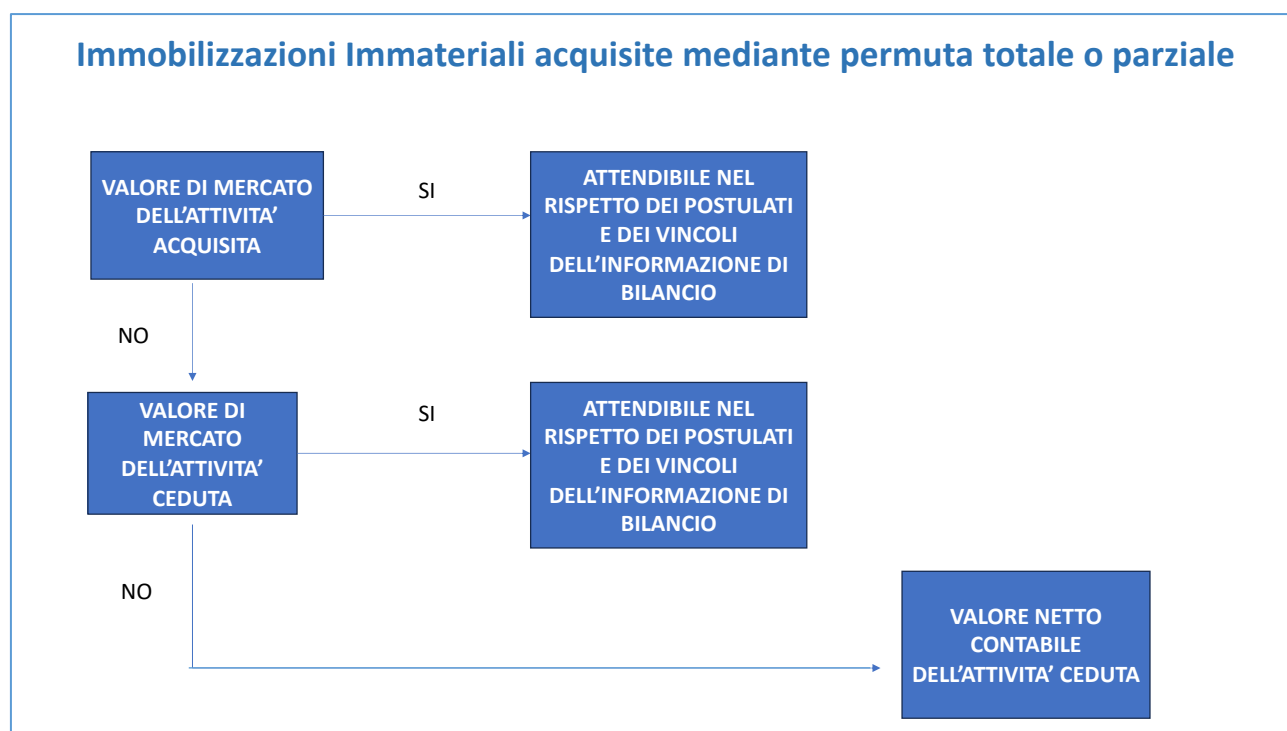 Immobilizzazioni Immateriali acquisite mediante permuta totale o parziale
VALORE DI MERCATO
DELL’ATTIVITA’
ACQUISITA
SI
ATTENDIBILE NEL
RISPETTO DEI POSTULATI
E DEI VINCOLI
DELL’INFORMAZIONE DI
BILANCIO
NO
VALORE DI
MERCATO
DELL’ATTIVITA’
CEDUTA
SI
ATTENDIBILE NEL
RISPETTO DEI POSTULATI
E DEI VINCOLI
DELL’INFORMAZIONE DI
BILANCIO
NO
VALORE NETTO
CONTABILE
DELL’ATTIVITA’ CEDUTA